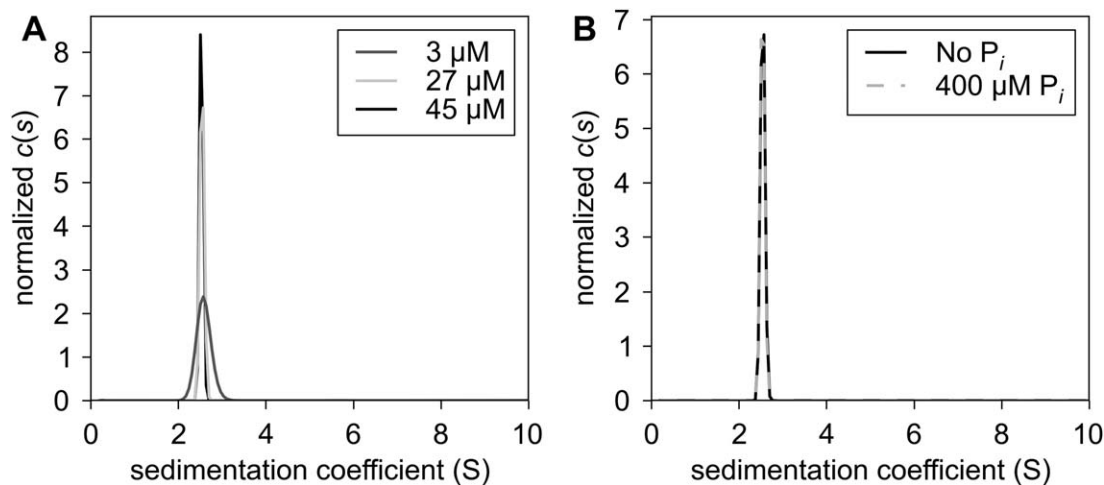 A
normalized c(s)
8
7
6
5
4
3
2
1
0
3 µM
27 µM
45 µM
0 2 4 6 8 10
sedimentation coefficient (S)
B
normalized c(s)
7
6
5
4
3
2
1
0
No Pi
400 µM Pi
0 2 4 6 8 10
sedimentation coefficient (S)